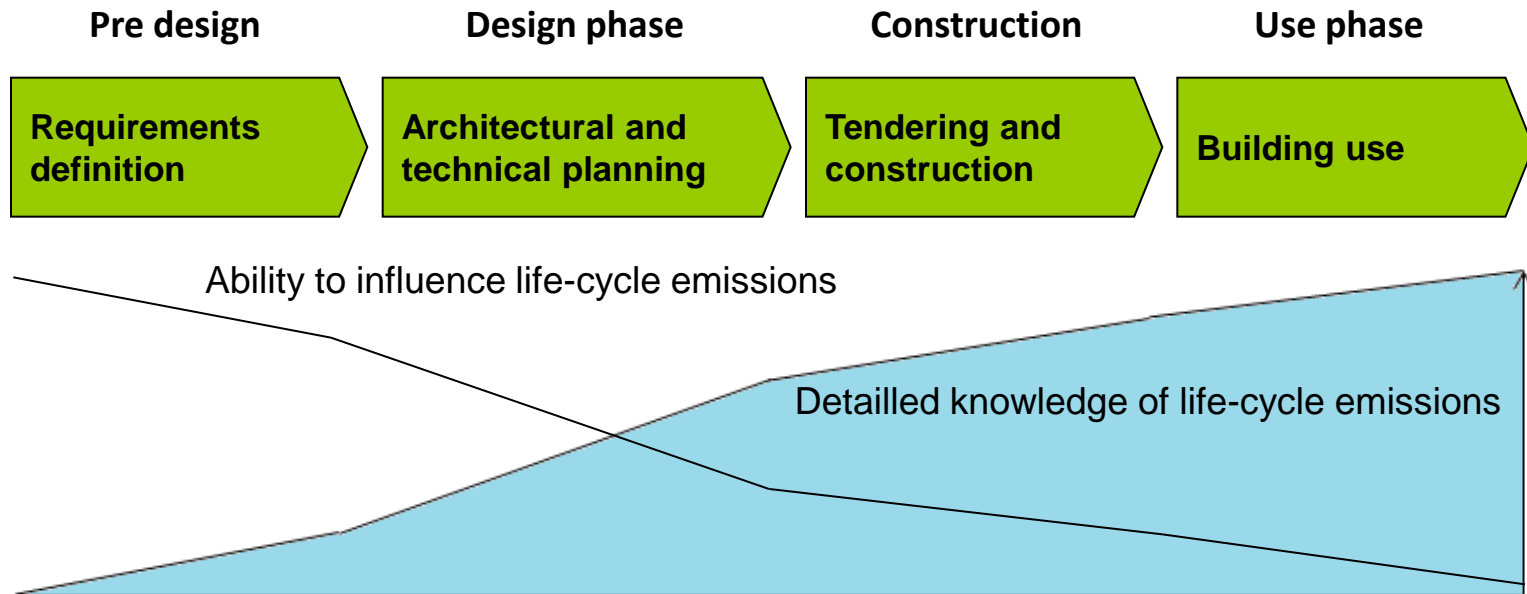 Pre design
Design phase
Construction
Use phase
Requirements
definition
Architectural and
technical planning
Tendering and
construction
Building use
Ability to influence life-cycle emissions
Detailled knowledge of life-cycle emissions